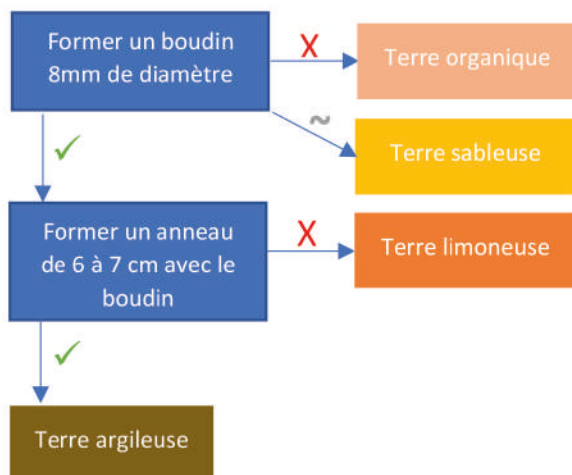 Former un boudin
8mm de diamètre
X
Terre organique
~
Terre sableuse
✓
Former un anneau
de 6 à 7 cm avec le
boudin
X
Terre limoneuse
✓
Terre argileuse